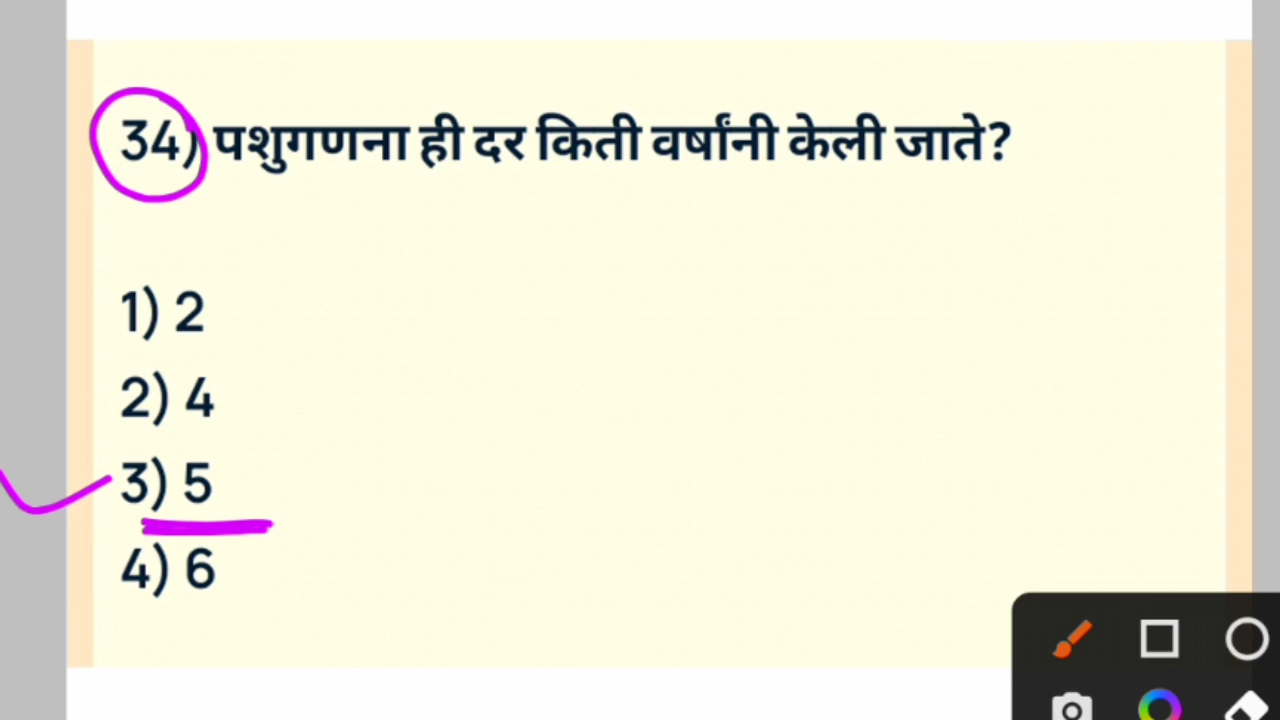 34) पशुगणना ही दर किती वर्षांनी केली जाते?
1) 2
2) 4
3) 5
4) 6